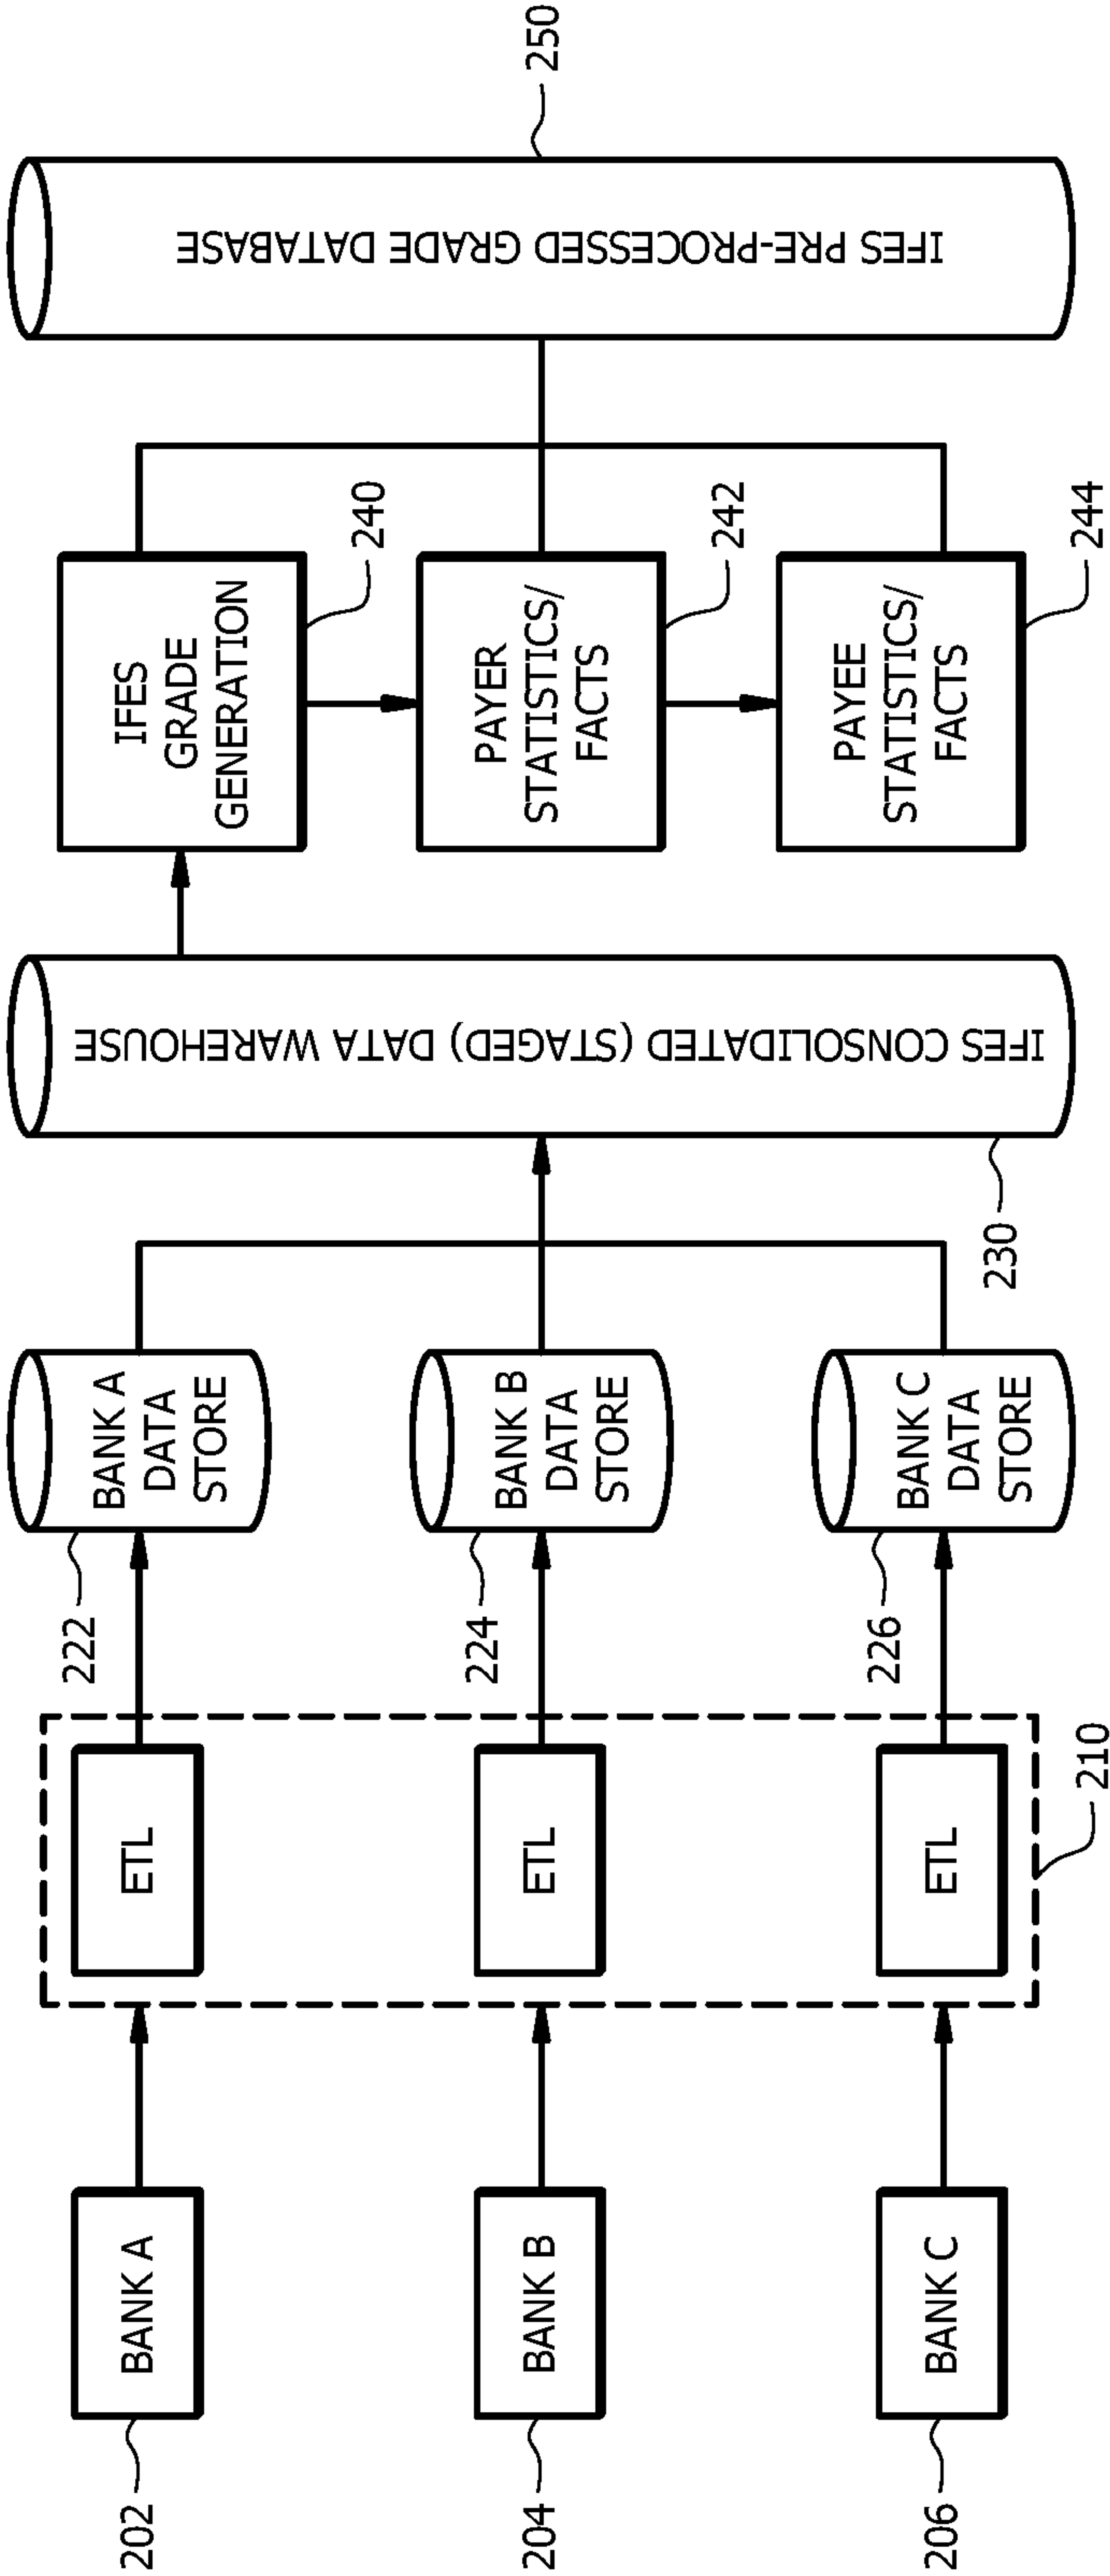 202
BANK A
204
BANK B
206
BANK C
ETL
ETL
ETL
210
222
BANK A
DATA
STORE
224
BANK B
DATA
STORE
226
BANK C
DATA
STORE
230
IFES CONSOLIDATED (STAGED) DATA WAREHOUSE
IFES
GRADE
GENERATION
240
PAYER
STATISTICS/
FACTS
242
PAYEE
STATISTICS/
FACTS
244
IFES PRE-PROCESSED GRADE DATABASE
250